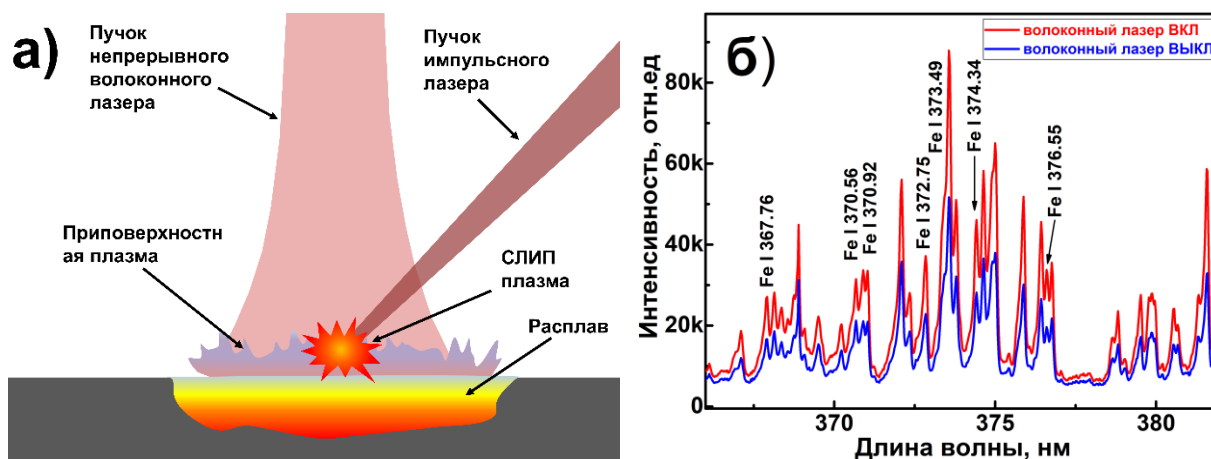 а)
Пучок
непрерывного
волоконного
лазера
Пучок
импульсного
лазера
Приповерхностн
ая плазма
СЛИП
плазма
Расплав
б)
волоконный лазер ВКЛ
волоконный лазер ВЫКЛ
Интенсивность, отн.ед
80k
60k
40k
20k
0
Fe I 367.76
Fe I 370.56
Fe I 370.92
Fe I 372.75
Fe I 373.49
Fe I 374.34
Fe I 376.55
370
375
380
Длина волны, нм